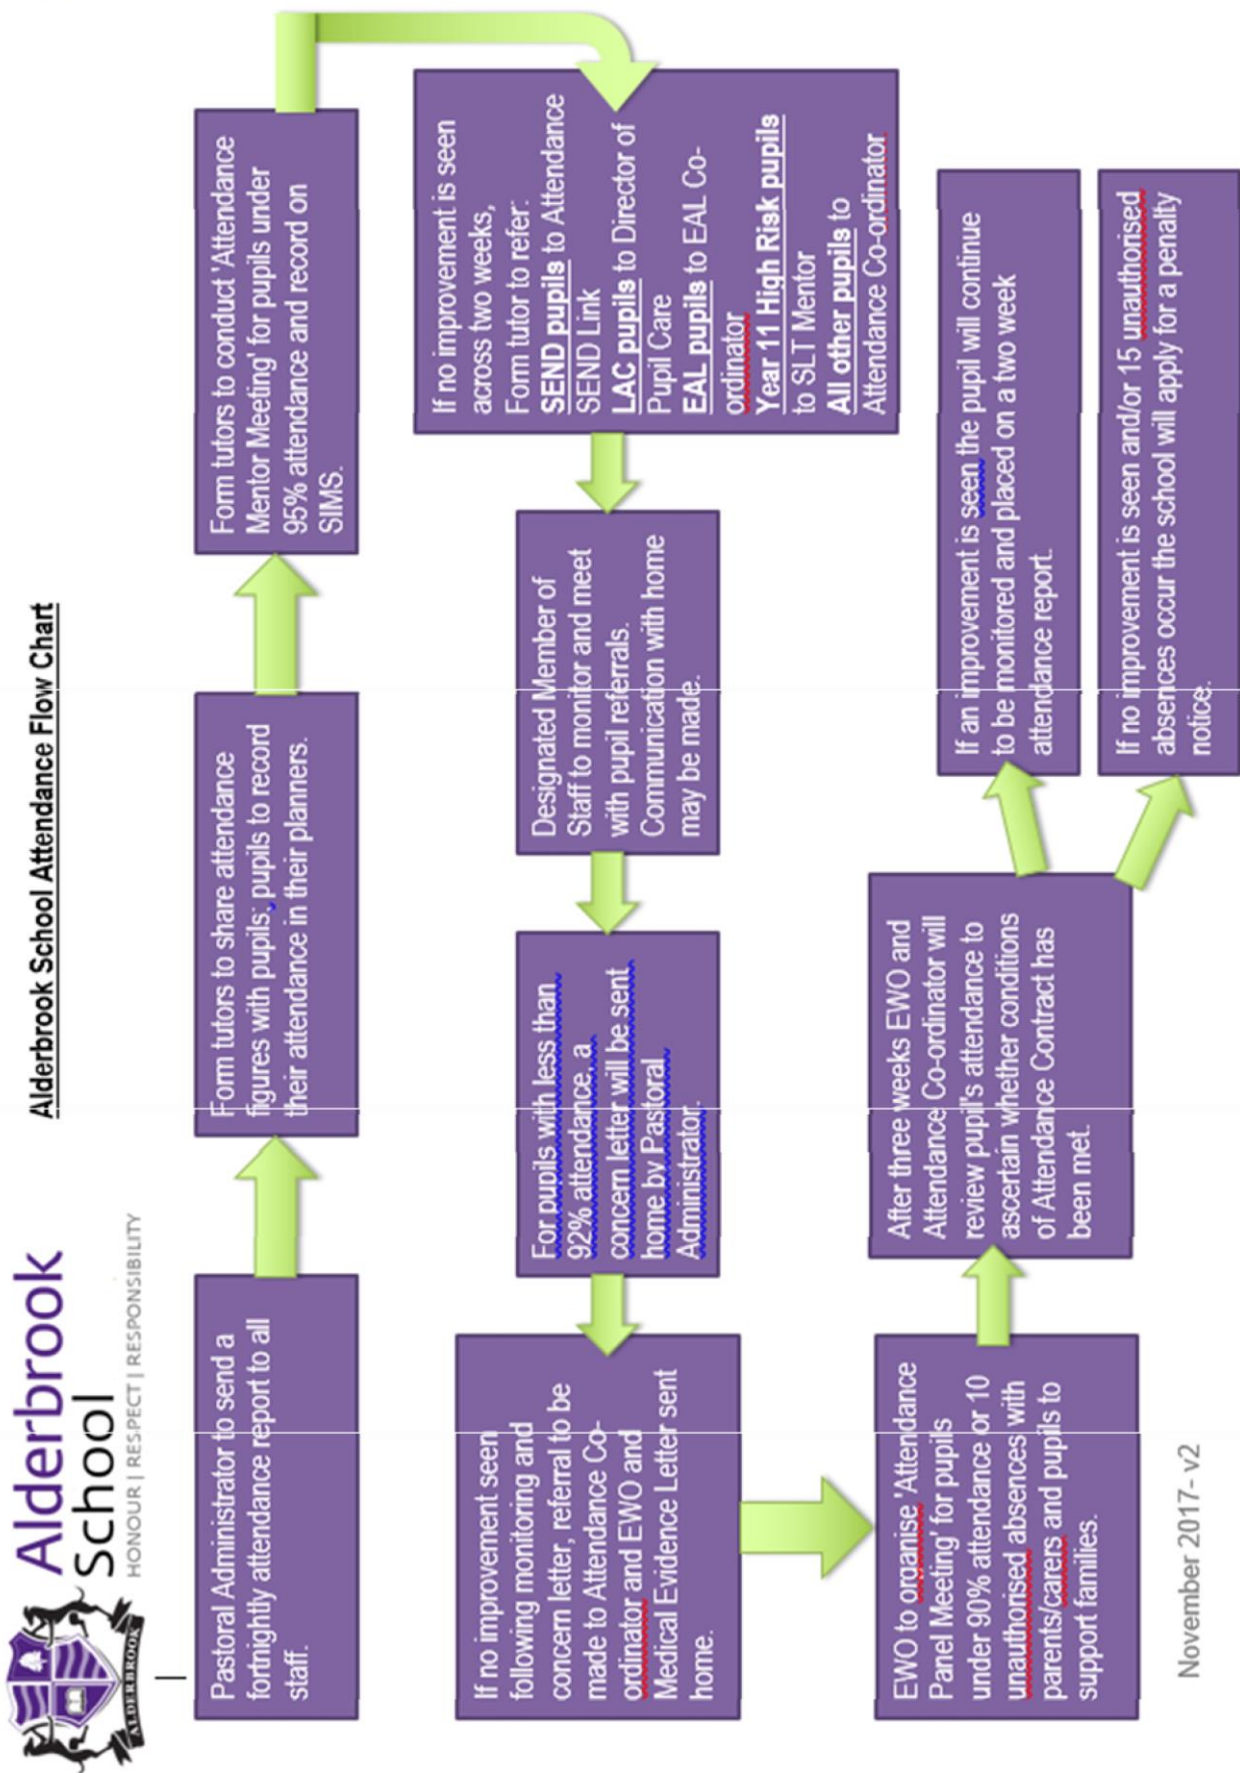 Alderbrook
School
HONOUR | RESPECT | RESPONSIBILITY
ALDERBROOK
Alderbrook School Attendance Flow Chart
Pastoral Administrator to send a
fortnightly attendance report to all
staff.
Form tutors to share attendance
figures with pupils; pupils to record
their attendance in their planners.
Form tutors to conduct 'Attendance
Mentor Meeting' for pupils under
95% attendance and record on
SIMS.
If no improvement is seen
across two weeks,
Form tutor to refer:
SEND pupils to Attendance
SEND Link
LAC pupils to Director of
Pupil Care
EAL pupils to EAL Co-
ordinator
Year 11 High Risk pupils
to SLT Mentor
All other pupils to
Attendance Co-ordinator
Designated Member of
Staff to monitor and meet
with pupil referrals.
Communication with home
may be made.
For pupils with less than
92% attendance, a
concern letter will be sent
home by Pastoral
Administrator.
If no improvement seen
following monitoring and
concern letter, referral to be
made to Attendance Co-
ordinator and EWO and
Medical Evidence Letter sent
home.
EWO to organise 'Attendance
Panel Meeting' for pupils
under 90% attendance or 10
unauthorised absences with
parents/carers and pupils to
support families.
After three weeks EWO and
Attendance Co-ordinator will
review pupil's attendance to
ascertain whether conditions
of Attendance Contract has
been met.
If an improvement is seen the pupil will continue
to be monitored and placed on a two week
attendance report.
If no improvement is seen and/or 15 unauthorised
absences occur the school will apply for a penalty
notice.
November 2017- v2